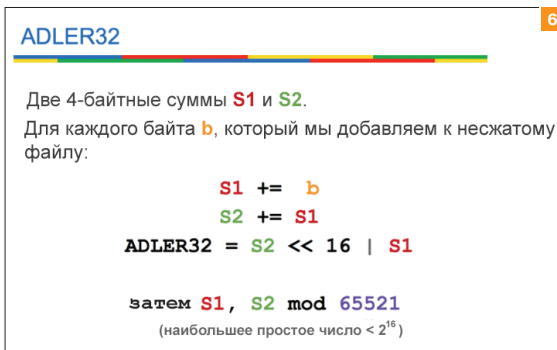 6
ADLER32
Две 4-байтные суммы S1 и S2.
Для каждого байта b, который мы добавляем к несжатому
файлу:
S1 += b
S2 += S1
ADLER32 = S2 << 16 | S1
затем S1, S2 mod 65521
(наибольшее простое число < 2¹⁶)